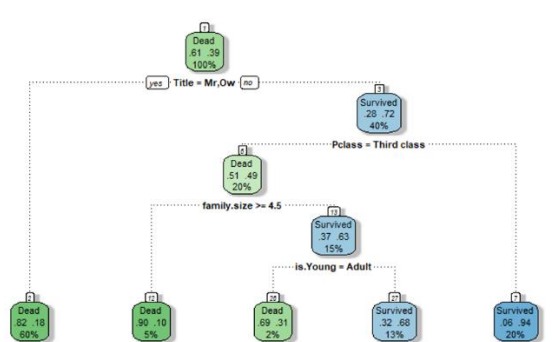 1
Dead
.61 .39
100%
yes Title = Mr,Ow no
3
Survived
.28 .72
40%
Pclass = Third class
6
Dead
.51 .49
20%
family.size >= 4.5
13
Survived
.37 .63
15%
is.Young = Adult
2
Dead
.82 .18
60%
12
Dead
.90 .10
5%
26
Dead
.69 .31
2%
27
Survived
.32 .68
13%
7
Survived
.06 .94
20%